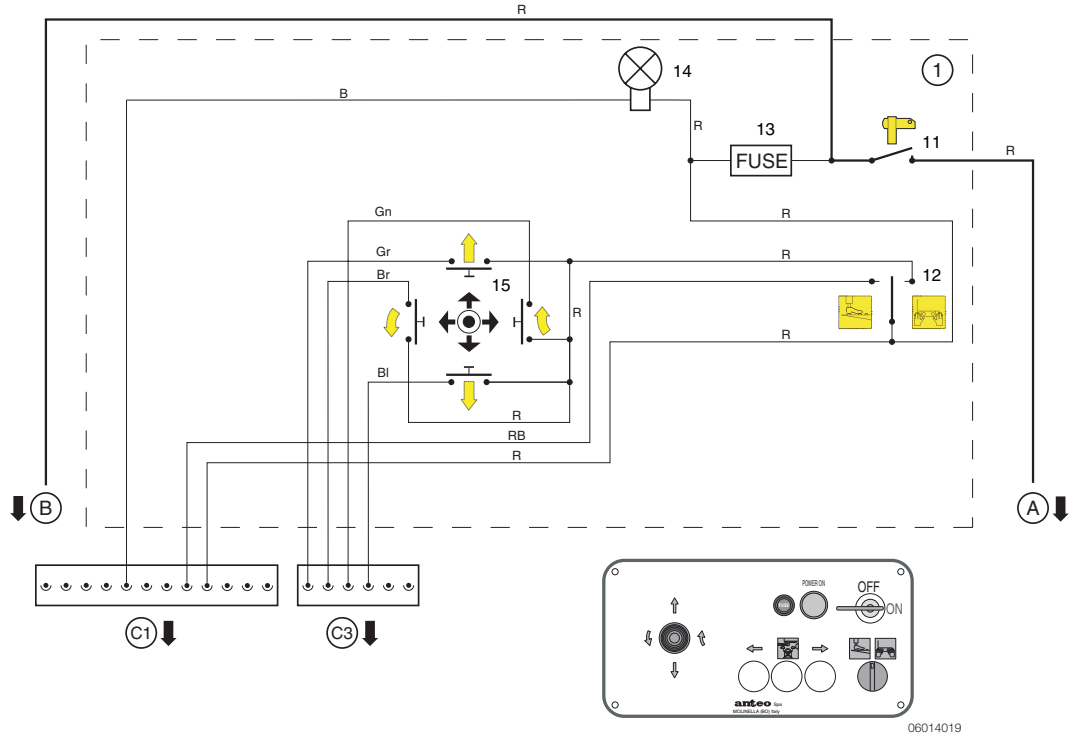 R
1
14
B
R
13
FUSE
11
R
Gn
R
Gr
R
Br
15
12
R
R
Bl
R
RB
R
B
A
C1
C3
POWER ON
OFF
ON
FUSE
anteo Spa
MOLINELLA (BO) Italy
06014019